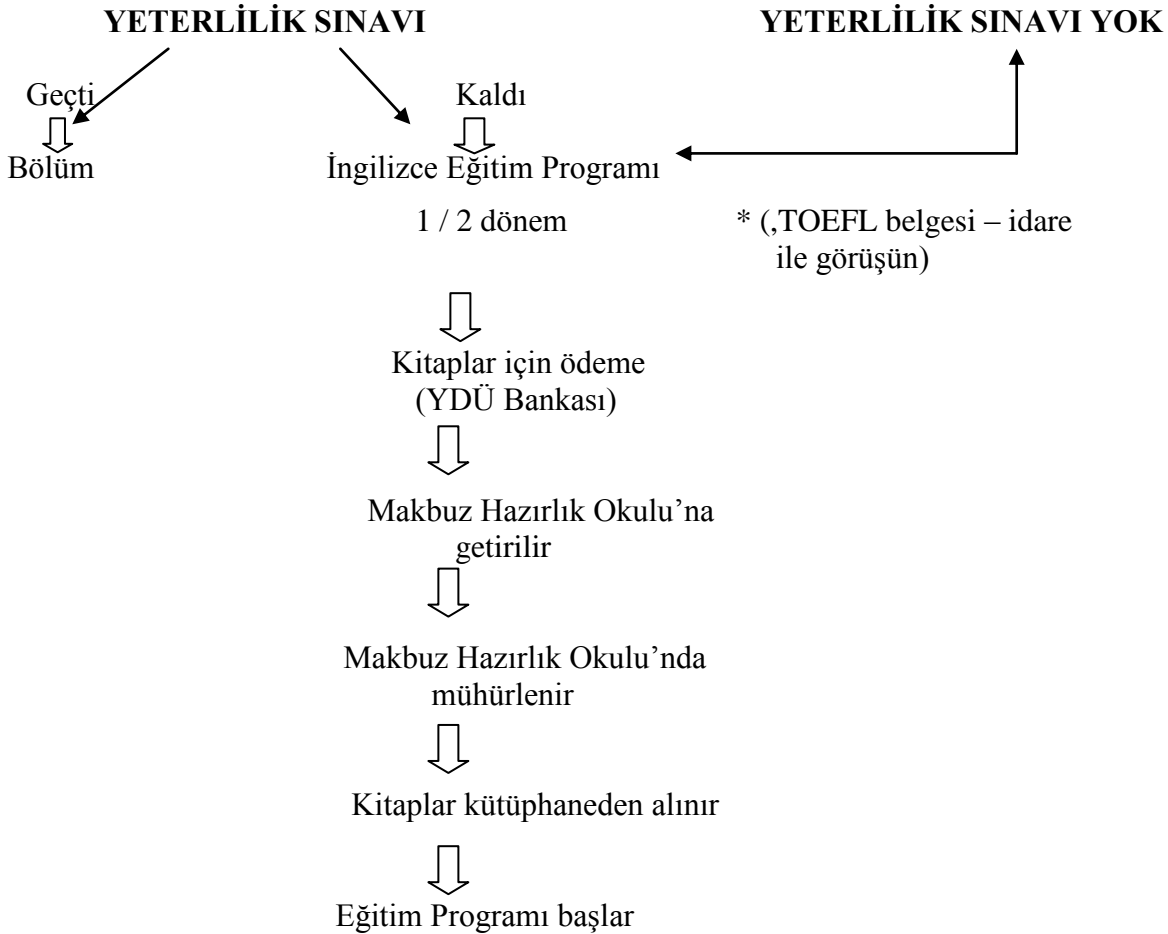 YETERLİLİK SINAVI
YETERLİLİK SINAVI YOK
Geçti
Kaldı
Bölüm
İngilizce Eğitim Programı
1 / 2 dönem
* (,TOEFL belgesi – idare
ile görüşün)
Kitaplar için ödeme
(YDÜ Bankası)
Makbuz Hazırlık Okulu’na
getirilir
Makbuz Hazırlık Okulu’nda
mühürlenir
Kitaplar kütüphaneden alınır
Eğitim Programı başlar